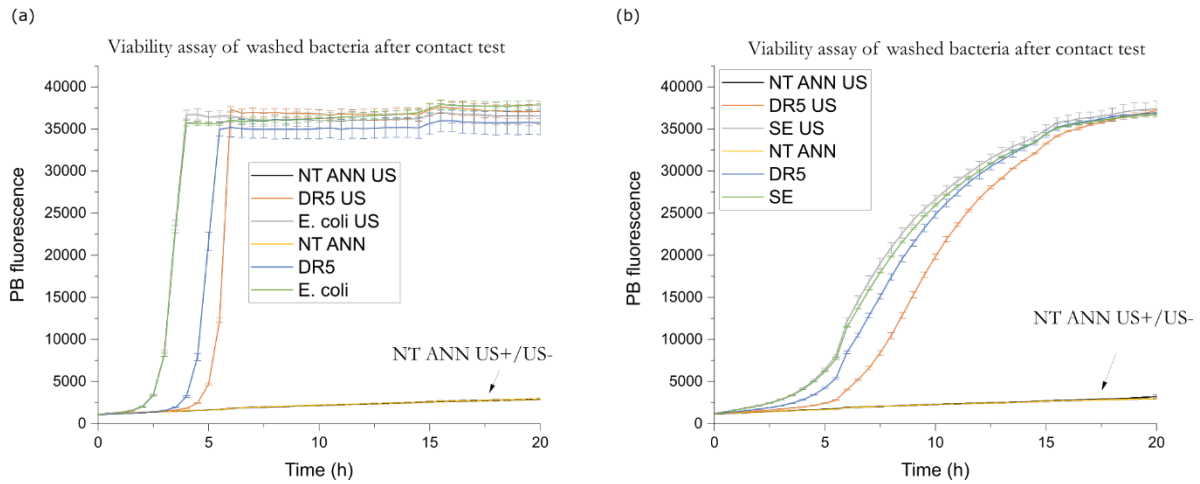 (a)
Viability assay of washed bacteria after contact test
40000
35000
30000
25000
20000
15000
10000
5000
0
PB fluorescence
NT ANN US
DR5 US
E. coli US
NT ANN
DR5
E. coli
NT ANN US+/US-
0 5 10 15 20
Time (h)
(b)
Viability assay of washed bacteria after contact test
40000
35000
30000
25000
20000
15000
10000
5000
0
PB fluorescence
NT ANN US
DR5 US
SE US
NT ANN
DR5
SE
NT ANN US+/US-
0 5 10 15 20
Time (h)